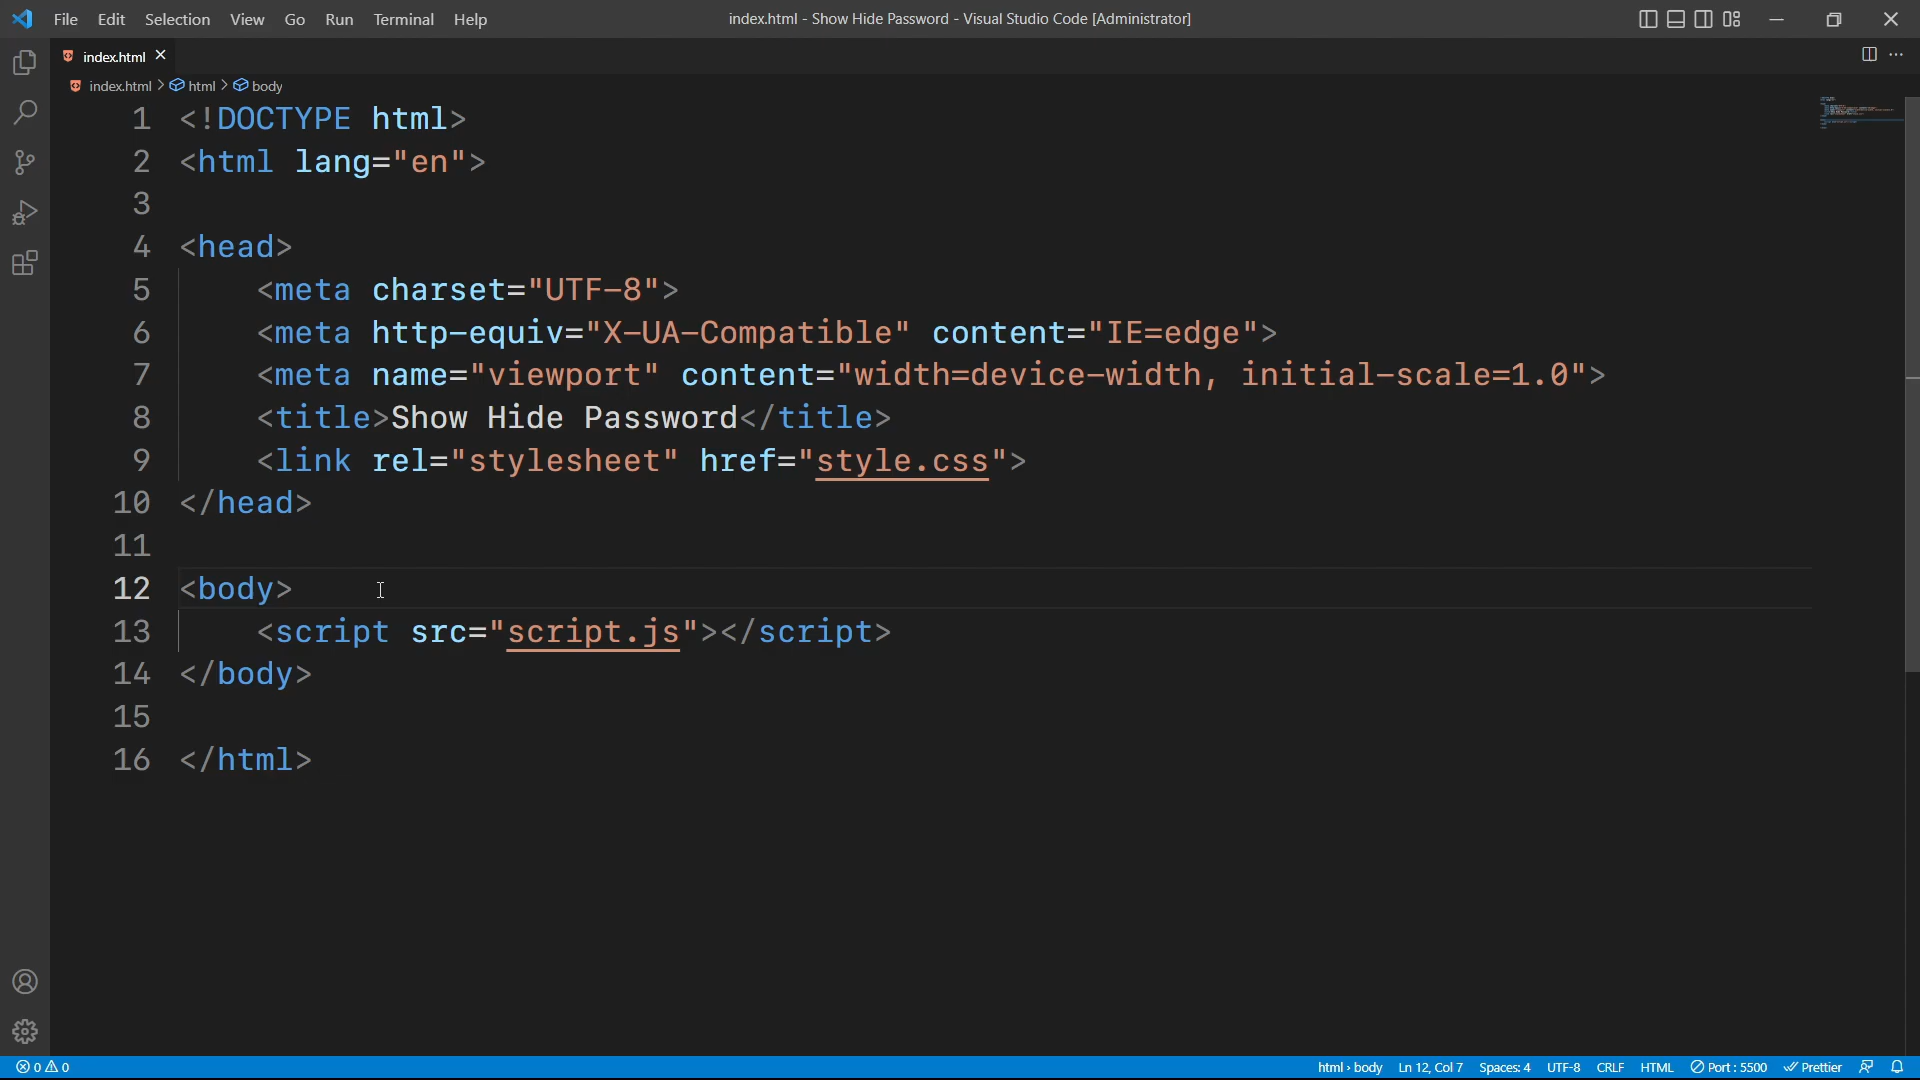 File Edit Selection View Go Run Terminal Help
index.html - Show Hide Password - Visual Studio Code [Administrator]
index.html
index.html > html > body
1 <!DOCTYPE html>
2 <html lang="en">
3
4 <head>
5 <meta charset="UTF-8">
6 <meta http-equiv="X-UA-Compatible" content="IE=edge">
7 <meta name="viewport" content="width=device-width, initial-scale=1.0">
8 <title>Show Hide Password</title>
9 <link rel="stylesheet" href="style.css">
10 </head>
11
12 <body>
13 <script src="script.js"></script>
14 </body>
15
16 </html>
0 0 html › body Ln 12, Col 7 Spaces: 4 UTF-8 CRLF HTML Port : 5500 Prettier